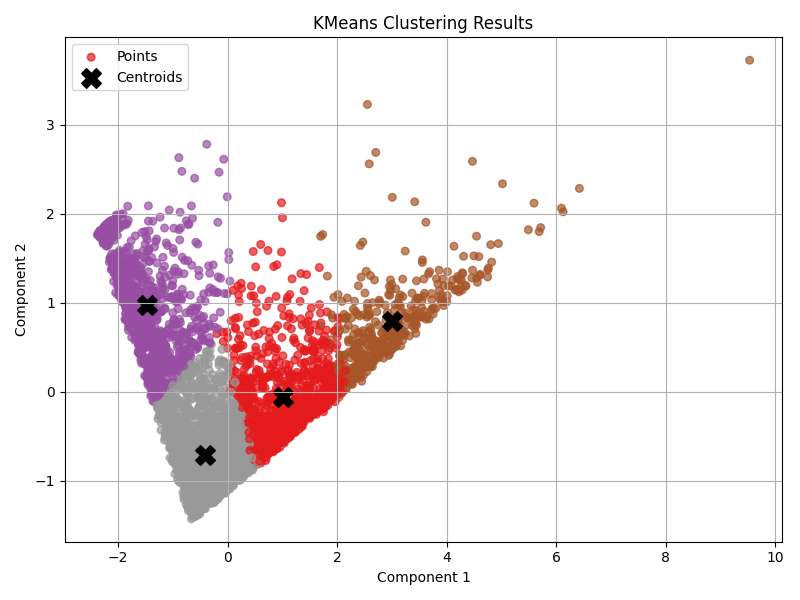 KMeans Clustering Results
Points
Centroids
3
2
1
0
−1
Component 2
−2
0
2
4
6
8
10
Component 1